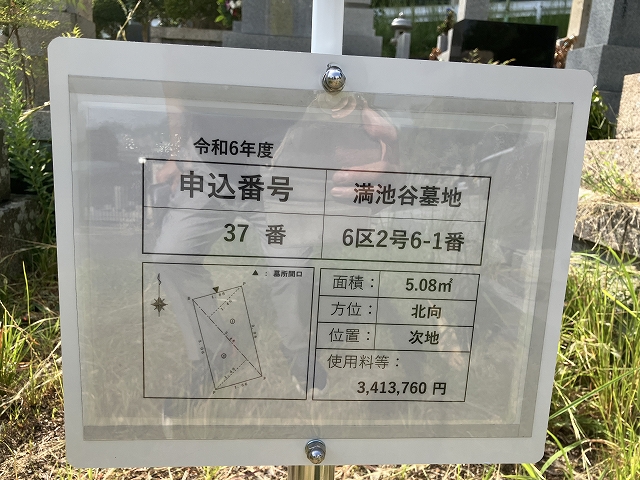 令和6年度
申込番号 満池谷墓地
37 番 6区2号6-1番
▲ : 墓所間口
面積: 5.08㎡
方位: 北向
位置: 次地
使用料等:
3,413,760 円